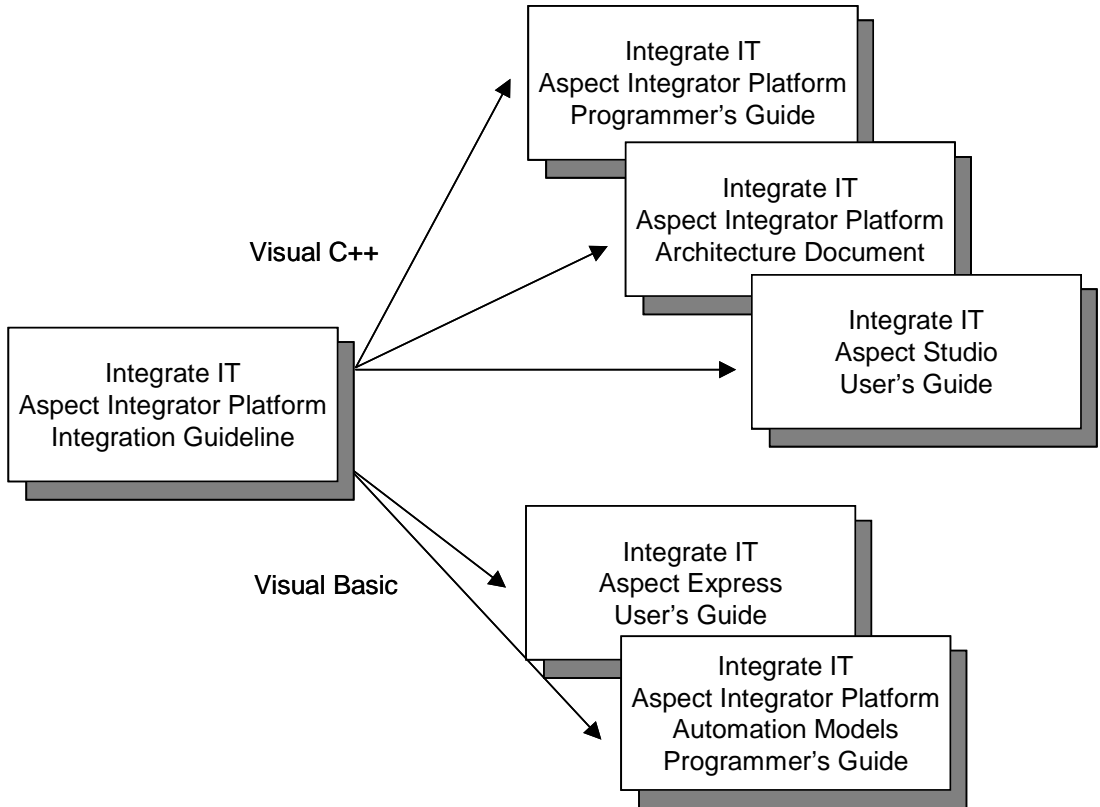 Integrate IT
Aspect Integrator Platform
Programmer's Guide
Integrate IT
Aspect Integrator Platform
Architecture Document
Visual C++
Integrate IT
Aspect Studio
User's Guide
Integrate IT
Aspect Integrator Platform
Integration Guideline
Visual Basic
Integrate IT
Aspect Express
User's Guide
Integrate IT
Aspect Integrator Platform
Automation Models
Programmer's Guide